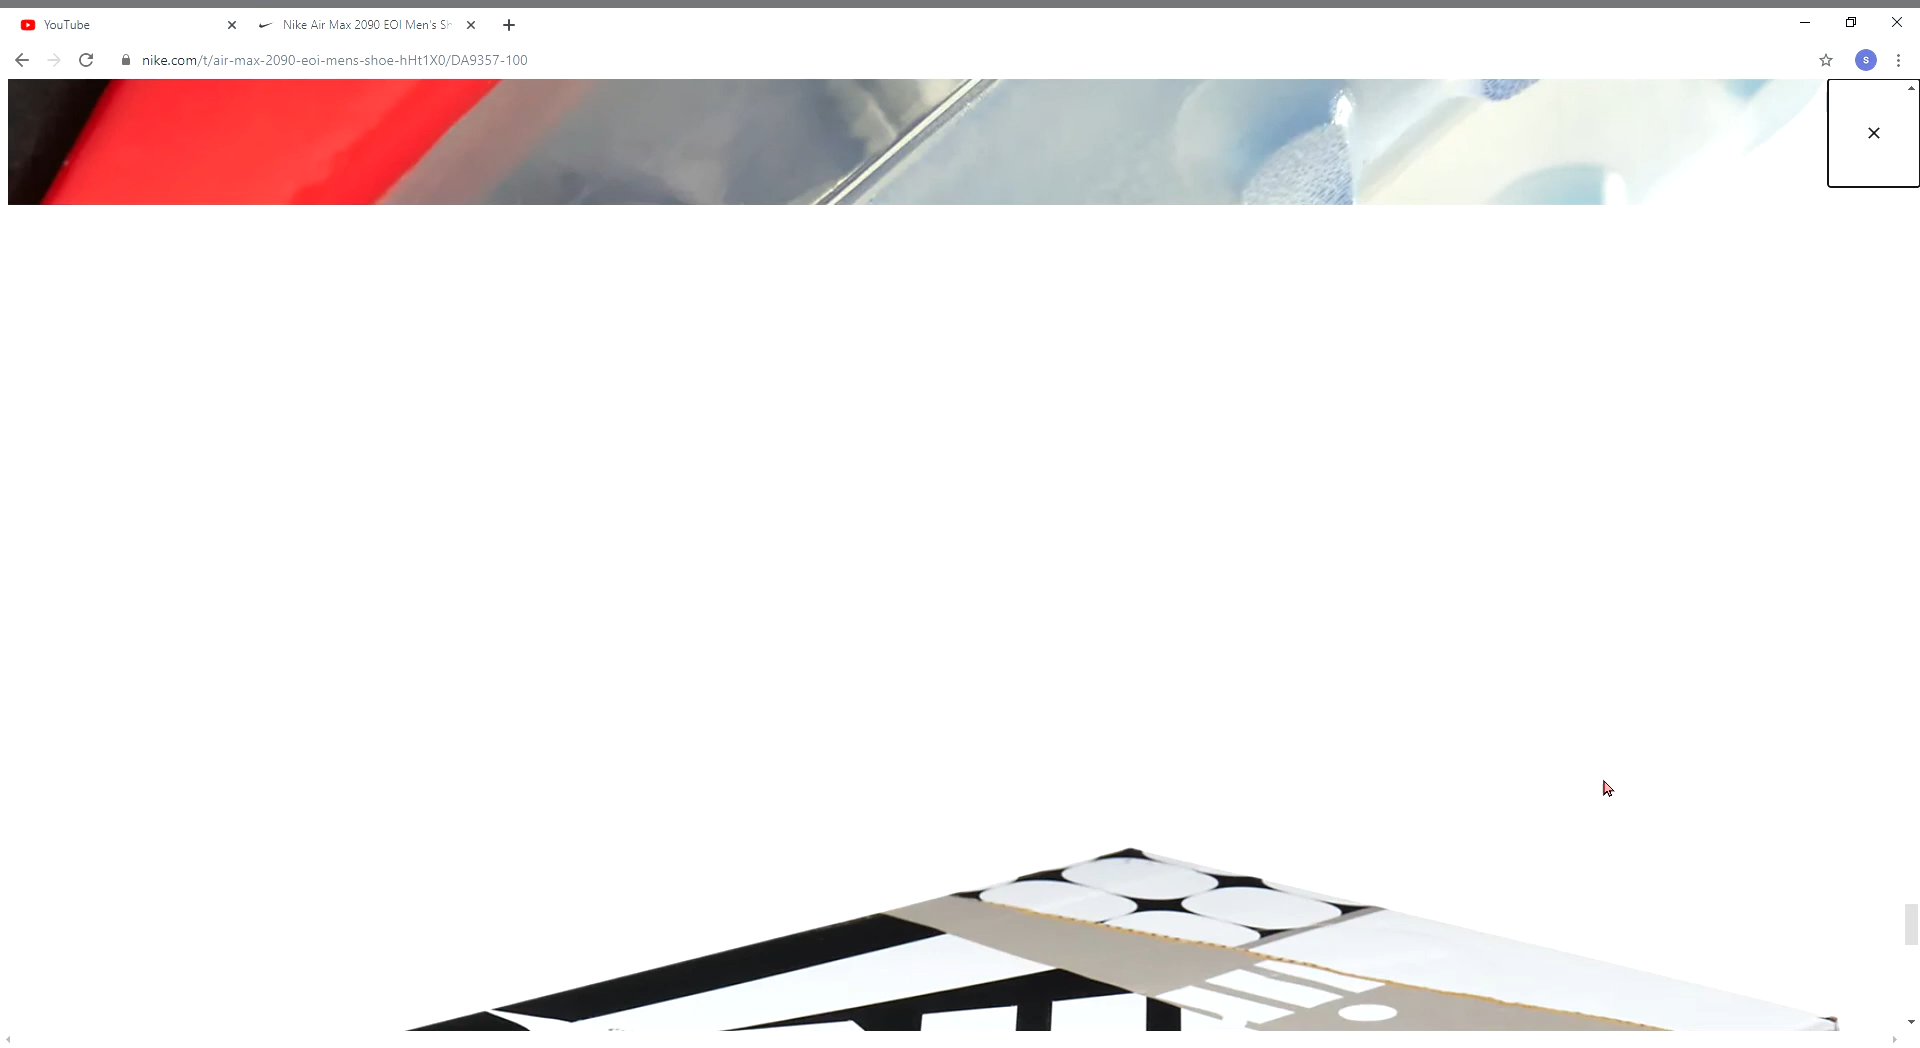 YouTube
Nike Air Max 2090 EOI Men's Sh
nike.com/t/air-max-2090-eoi-mens-shoe-hHt1X0/DA9357-100
S